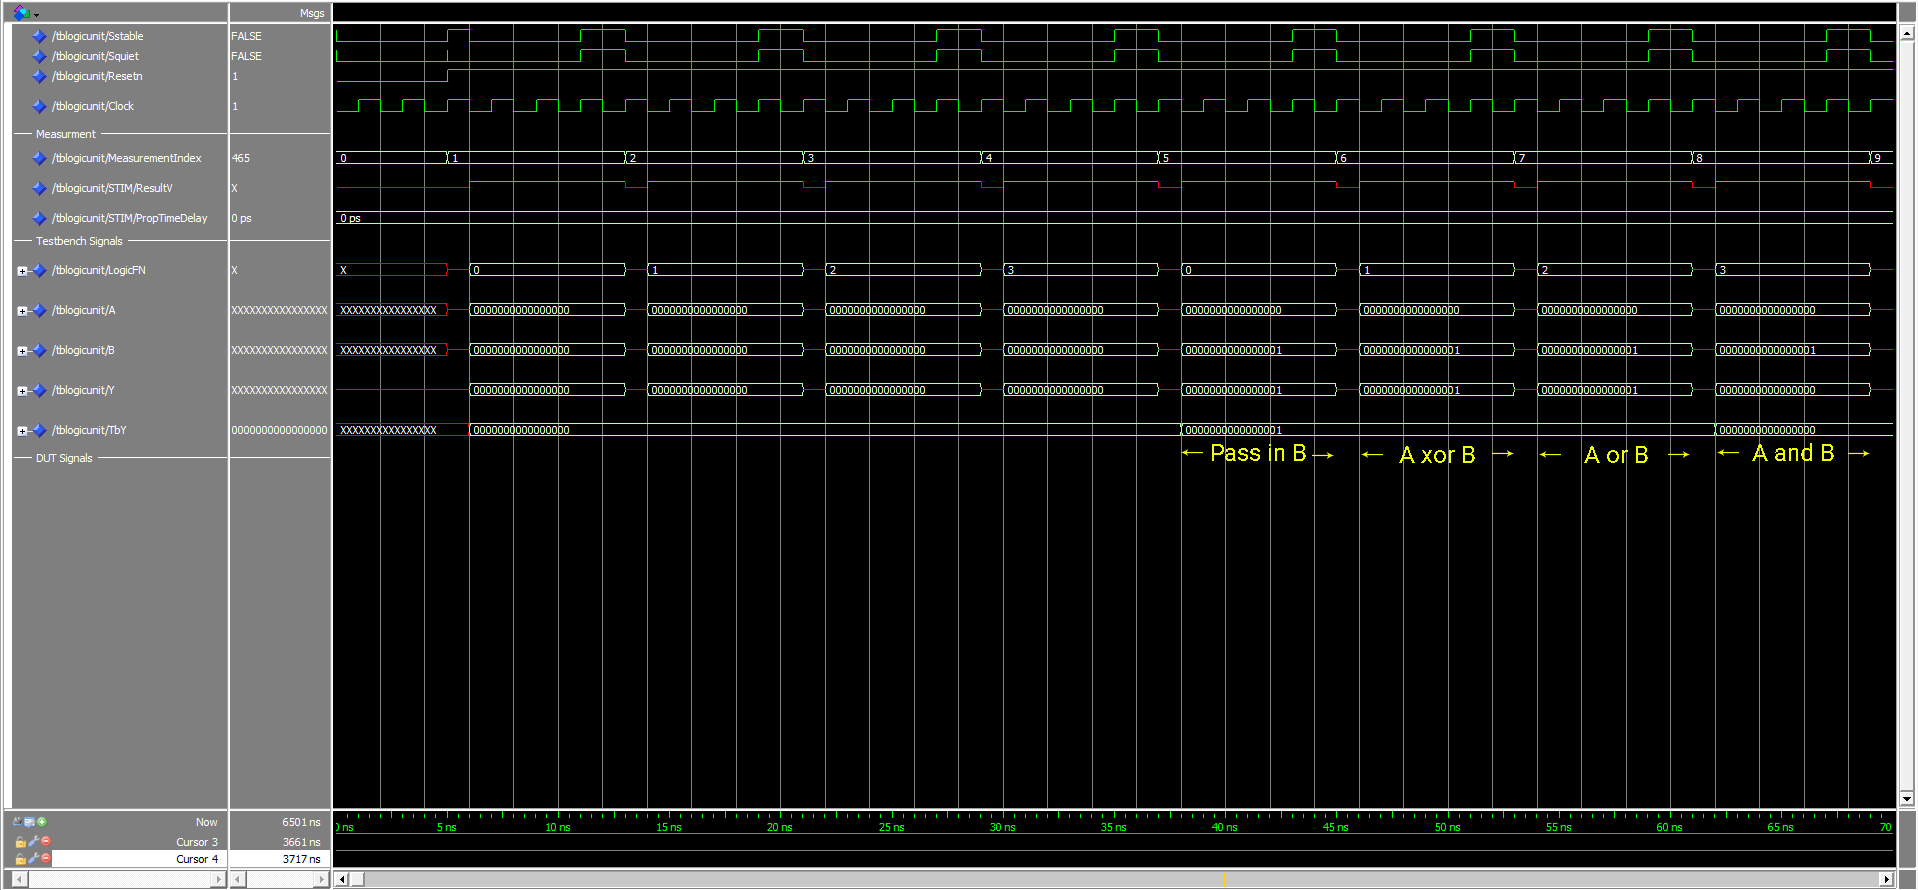 Msgs
/tblogicunit/Sstable FALSE
/tblogicunit/Squiet FALSE
/tblogicunit/Resetn 1
/tblogicunit/Clock 1
Measurment
/tblogicunit/MeasurementIndex 465 0 1 2 3 4 5 6 7 8 9
/tblogicunit/STIM/ResultV X
/tblogicunit/STIM/PropTimeDelay 0 ps 0 ps
Testbench Signals
/tblogicunit/LogicFN X X 0 1 2 3 0 1 2 3
/tblogicunit/A XXXXXXXXXXXXXXXX XXXXXXXXXXXXXXXX 0000000000000000 0000000000000000 0000000000000000 0000000000000000 0000000000000000 0000000000000000 0000000000000000 0000000000000000
/tblogicunit/B XXXXXXXXXXXXXXXX XXXXXXXXXXXXXXXX 0000000000000000 0000000000000000 0000000000000000 0000000000000000 0000000000000001 0000000000000001 0000000000000001 0000000000000001
/tblogicunit/Y XXXXXXXXXXXXXXXX 0000000000000000 0000000000000000 0000000000000000 0000000000000000 0000000000000001 0000000000000001 0000000000000001 0000000000000000
/tblogicunit/TbY 0000000000000000 XXXXXXXXXXXXXXXX 0000000000000000 0000000000000001 0000000000000000
DUT Signals
← Pass in B → ← A xor B → ← A or B → ← A and B →
Now 6501 ns 0 ns 5 ns 10 ns 15 ns 20 ns 25 ns 30 ns 35 ns 40 ns 45 ns 50 ns 55 ns 60 ns 65 ns 70
Cursor 3 3661 ns
Cursor 4 3717 ns